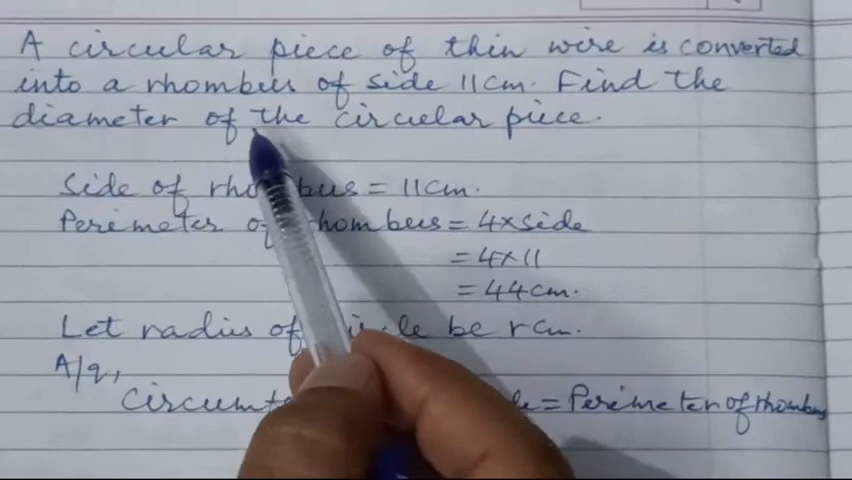 A circular piece of thin wire is converted
into a rhombus of side 11cm. Find the
diameter of the circular piece.
Side of rhombus = 11cm.
Perimeter of rhombus = 4×side
= 4×11
= 44cm.
Let radius of circle be r cm.
A/q,
= Perimeter of rhombus